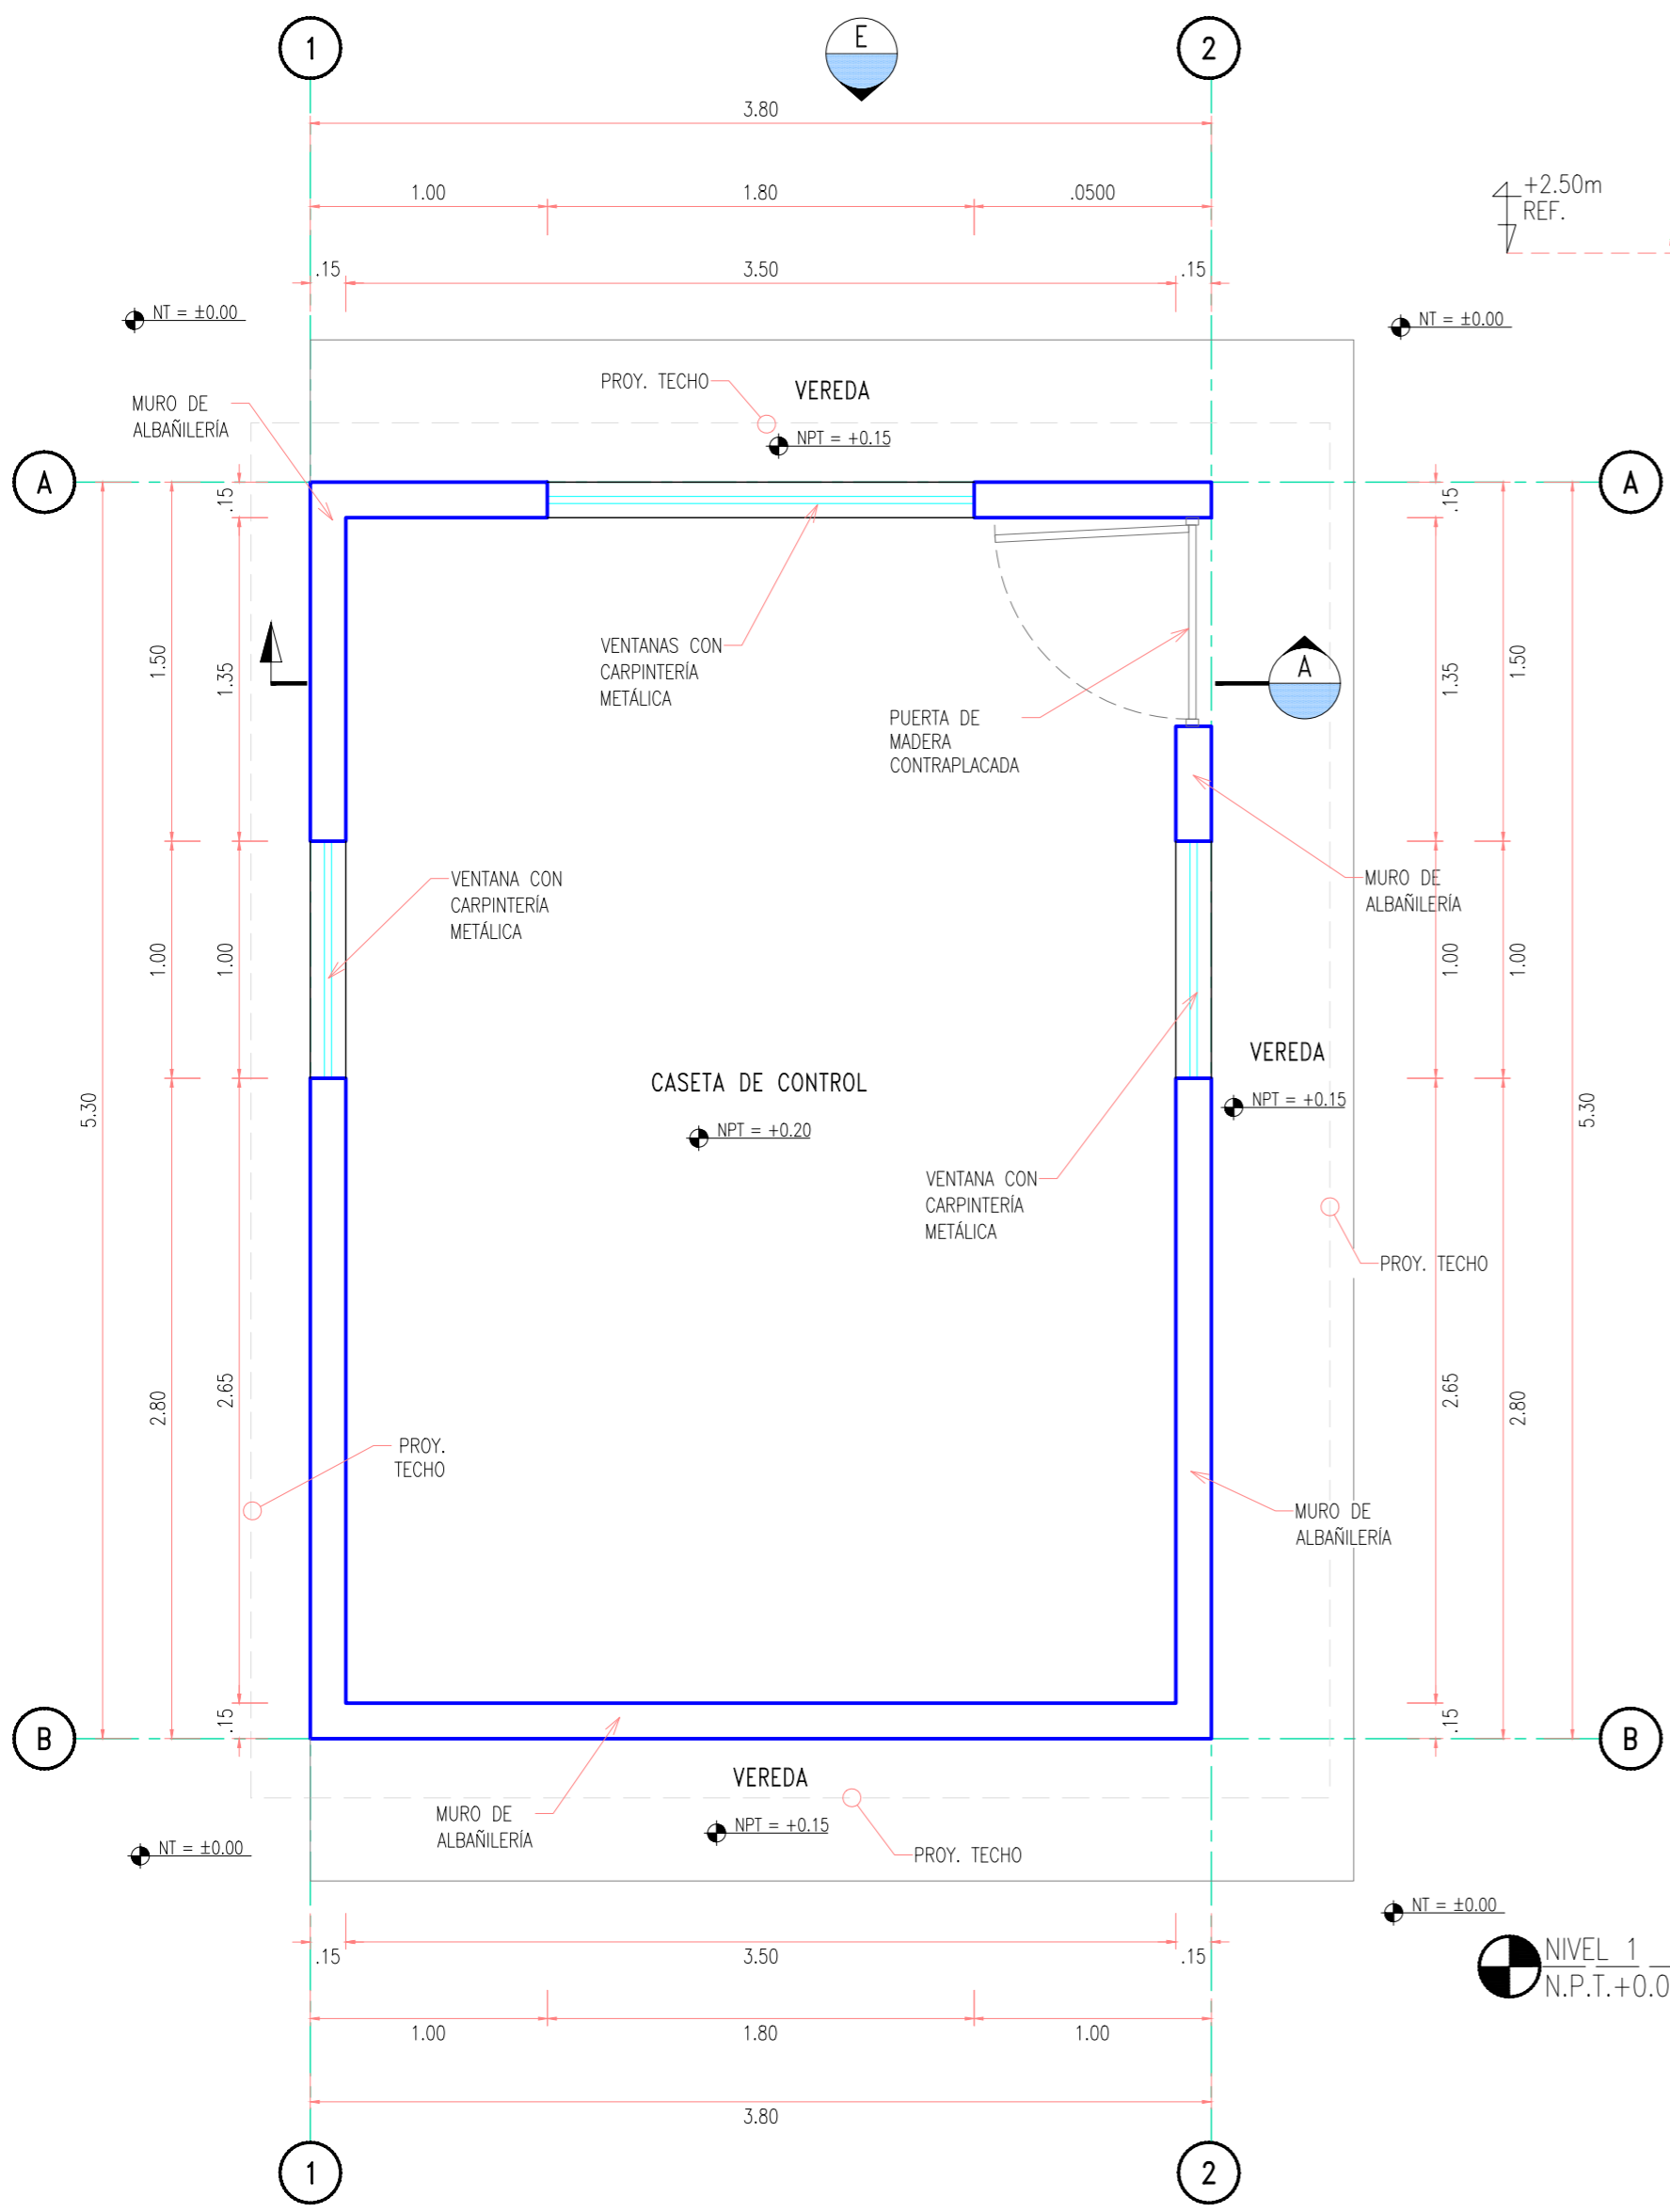 1
E
2
3.80
1.00
1.80
.0500
+2.50m
REF.
.15
3.50
.15
NT = ±0.00
NT = ±0.00
PROY. TECHO
VEREDA
MURO DE
ALBAÑILERÍA
NPT = +0.15
A
A
.15
.15
1.50
1.35
VENTANAS CON
CARPINTERÍA
METÁLICA
PUERTA DE
MADERA
CONTRAPLACADA
A
1.35
1.50
VENTANA CON
CARPINTERÍA
METÁLICA
MURO DE
ALBAÑILERÍA
1.00
1.00
1.00
1.00
VEREDA
NPT = +0.15
CASETA DE CONTROL
NPT = +0.20
5.30
5.30
VENTANA CON
CARPINTERÍA
METÁLICA
PROY. TECHO
2.80
2.65
2.65
2.80
PROY.
TECHO
MURO DE
ALBAÑILERÍA
.15
.15
B
B
VEREDA
MURO DE
ALBAÑILERÍA
NPT = +0.15
NT = ±0.00
PROY. TECHO
NT = ±0.00
NIVEL 1
N.P.T.+0.0
.15
3.50
.15
1.00
1.80
1.00
3.80
1
2